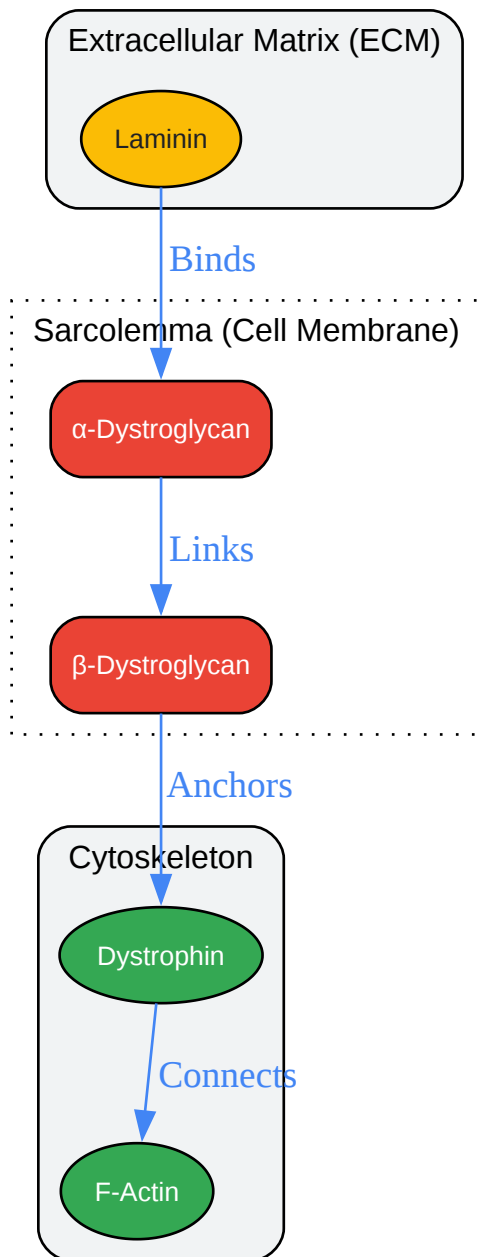 Extracellular Matrix (ECM)
Laminin
Binds
Sarcolemma (Cell Membrane)
α-Dystroglycan
Links
β-Dystroglycan
Anchors
Cytoskeleton
Dystrophin
Connects
F-Actin